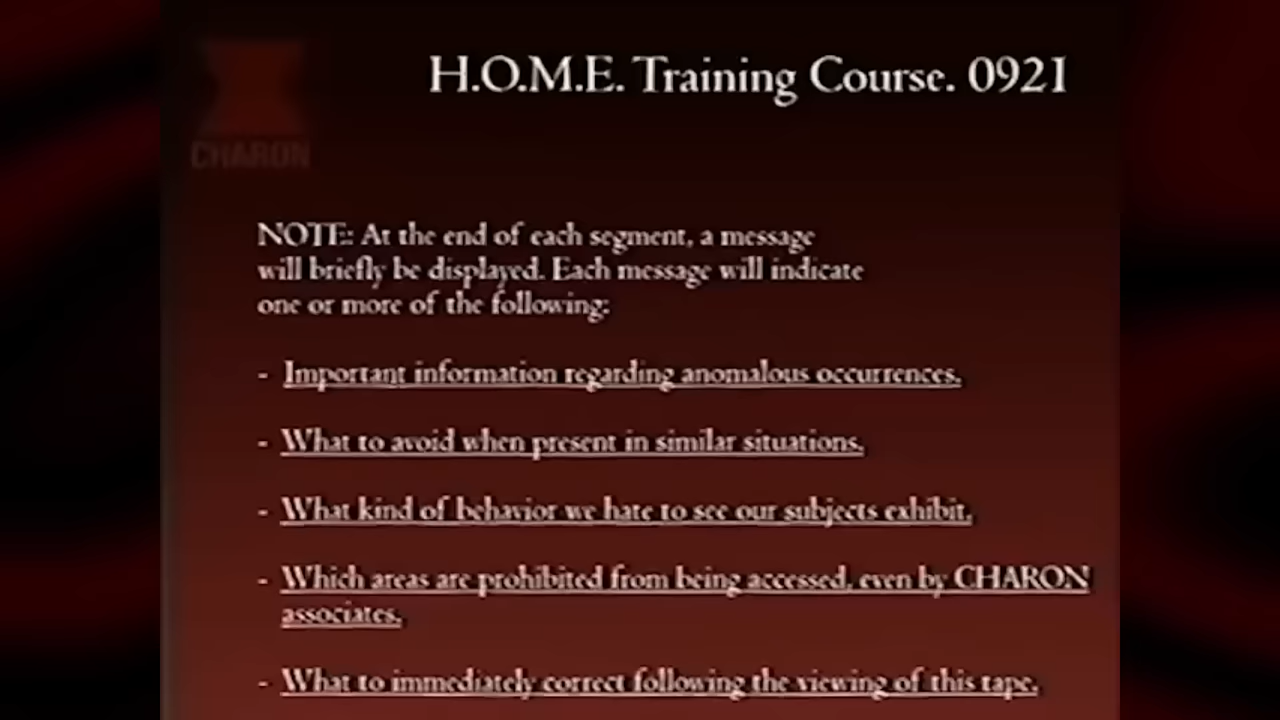 H.O.M.E. Training Course. 0921
CHARON
NOTE: At the end of each segment, a message
will briefly be displayed. Each message will indicate
one or more of the following:
- Important information regarding anomalous occurrences.
- What to avoid when present in similar situations.
- What kind of behavior we hate to see our subjects exhibit.
- Which areas are prohibited from being accessed, even by CHARON
associates.
- What to immediately correct following the viewing of this tape.